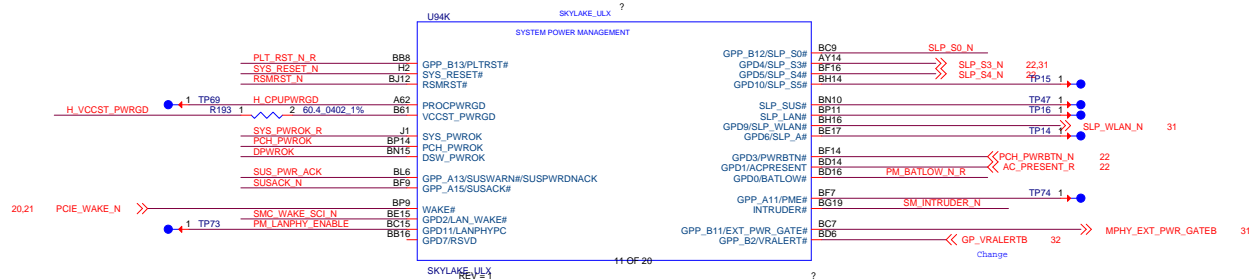 U94K
SKYLAKE_ULX
?
SYSTEM POWER MANAGEMENT
PLT_RST_N_R BB8 GPP_B13/PLTRST#
SYS_RESET_N H2 SYS_RESET#
RSMRST_N BJ12 RSMRST#
1 TP69 H_CPUPWRGD A62 PROCPWRGD
H_VCCST_PWRGD R193 1 2 60.4_0402_1% B61 VCCST_PWRGD
SYS_PWROK_R J1 SYS_PWROK
PCH_PWROK BP14 PCH_PWROK
DPWROK BN15 DSW_PWROK
SUS_PWR_ACK BL6 GPP_A13/SUSWARN#/SUSPWRDNACK
SUSACK_N BF9 GPP_A15/SUSACK#
20,21 PCIE_WAKE_N BP9 WAKE#
SMC_WAKE_SCI_N BE15 GPD2/LAN_WAKE#
1 TP73 PM_LANPHY_ENABLE BC15 GPD11/LANPHYPC
BB16 GPD7/RSVD
GPP_B12/SLP_S0# BC9 SLP_S0_N
GPD4/SLP_S3# AY14 SLP_S3_N 22,31
GPD5/SLP_S4# BF16 SLP_S4_N 22
GPD10/SLP_S5# BH14 TP15 1
SLP_SUS# BN10 TP47 1
SLP_LAN# BP11 TP16 1
GPD9/SLP_WLAN# BH16 SLP_WLAN_N 31
GPD6/SLP_A# BE17 TP14 1
GPD3/PWRBTN# BF14 PCH_PWRBTN_N 22
GPD1/ACPRESENT BD14 AC_PRESENT_R 22
GPD0/BATLOW# BD16 PM_BATLOW_N_R
GPP_A11/PME# BF7 TP74 1
INTRUDER# BG19 SM_INTRUDER_N
GPP_B11/EXT_PWR_GATE# BC7 MPHY_EXT_PWR_GATEB 31
GPP_B2/VRALERT# BD6 GP_VRALERTB 32
Change
11 OF 20
SKYLAKE_ULX
REV = 1
?